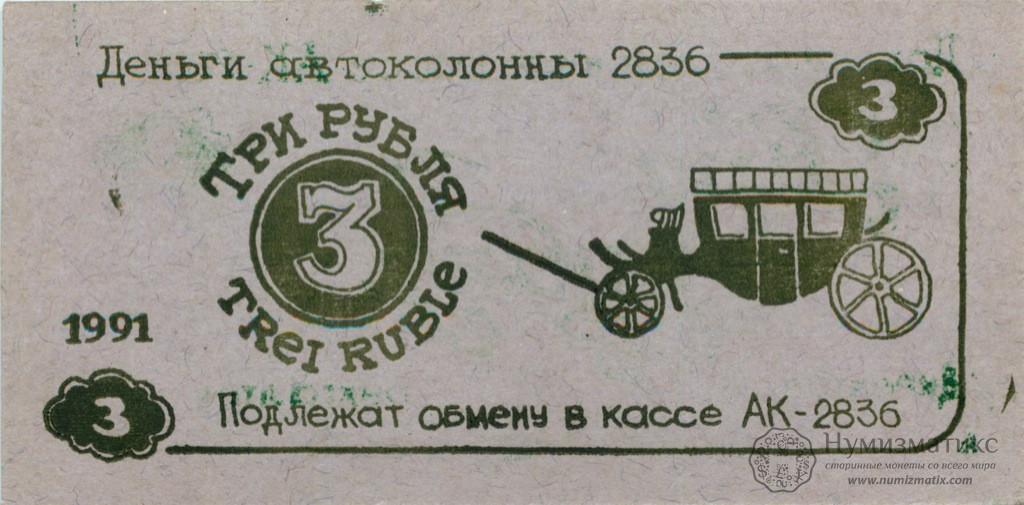 Деньги автоколонны 2836
3
ТРИ РУБЛЯ
3
TREI RUBLE
1991
3
Подлежат обмену в кассе АК-2836
Нумизматикс
старинные монеты со всего мира
www.numizmatix.com